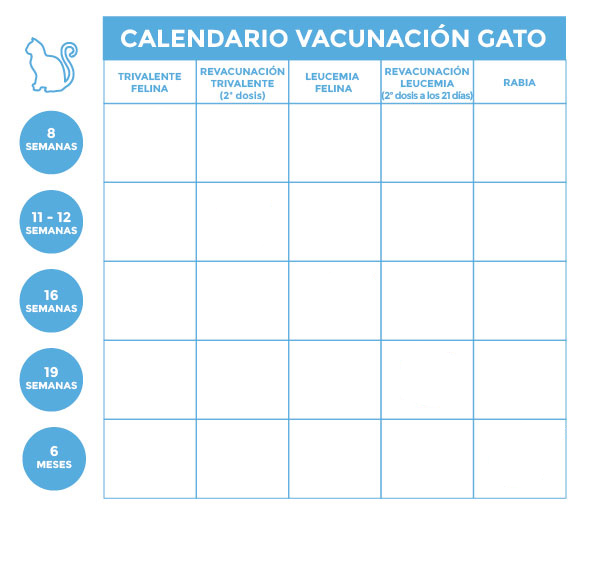 CALENDARIO VACUNACIÓN GATO
TRIVALENTE
FELINA
REVACUNACIÓN
TRIVALENTE
(2ª dosis)
LEUCEMIA
FELINA
REVACUNACIÓN
LEUCEMIA
(2ª dosis a los 21 días)
RABIA
8
SEMANAS
11 - 12
SEMANAS
16
SEMANAS
19
SEMANAS
6
MESES